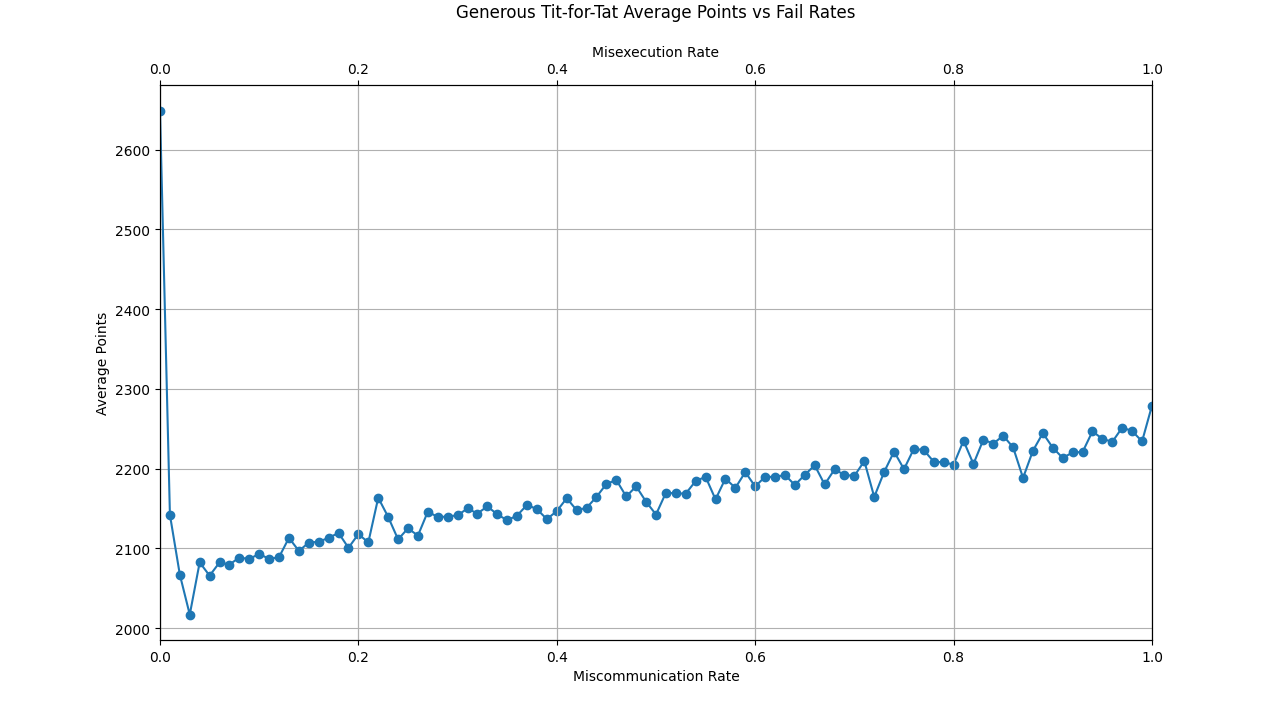 Generous Tit-for-Tat Average Points vs Fail Rates
Misexecution Rate
0.0 0.2 0.4 0.6 0.8 1.0
2600
2500
2400
2300
2200
2100
2000
Average Points
0.0 0.2 0.4 0.6 0.8 1.0
Miscommunication Rate